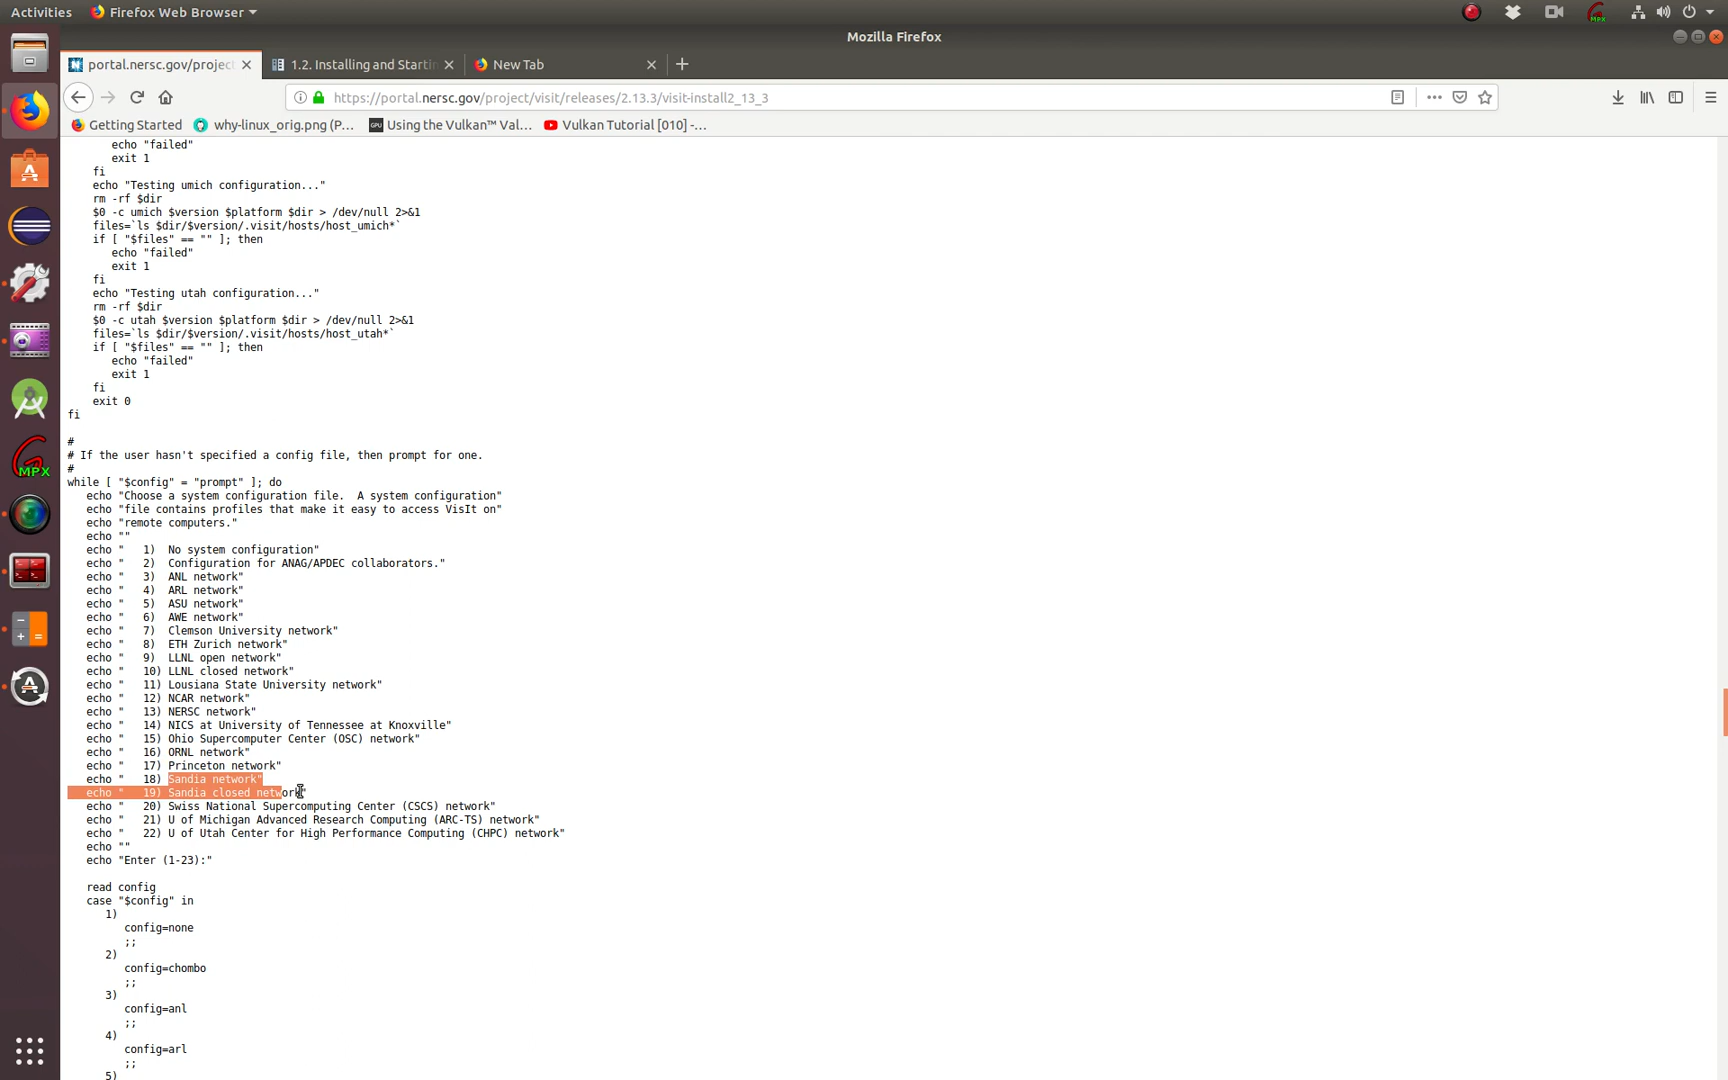 Activities Firefox Web Browser
Mozilla Firefox
portal.nersc.gov/projec
1.2. Installing and Starti
New Tab
https://portal.nersc.gov/project/visit/releases/2.13.3/visit-install2_13_3
Getting Started why-linux_orig.png (P... Using the Vulkan™ Val... Vulkan Tutorial [010] -...
echo "failed"
exit 1
fi
echo "Testing umich configuration..."
rm -rf $dir
$0 -c umich $version $platform $dir > /dev/null 2>&1
files=`ls $dir/$version/.visit/hosts/host_umich*`
if [ "$files" == "" ]; then
echo "failed"
exit 1
fi
echo "Testing utah configuration..."
rm -rf $dir
$0 -c utah $version $platform $dir > /dev/null 2>&1
files=`ls $dir/$version/.visit/hosts/host_utah*`
if [ "$files" == "" ]; then
echo "failed"
exit 1
fi
exit 0
fi
#
# If the user hasn't specified a config file, then prompt for one.
#
while [ "$config" = "prompt" ]; do
echo "Choose a system configuration file.  A system configuration"
echo "file contains profiles that make it easy to access VisIt on"
echo "remote computers."
echo ""
echo "   1)  No system configuration"
echo "   2)  Configuration for ANAG/APDEC collaborators."
echo "   3)  ANL network"
echo "   4)  ARL network"
echo "   5)  ASU network"
echo "   6)  AWE network"
echo "   7)  Clemson University network"
echo "   8)  ETH Zurich network"
echo "   9)  LLNL open network"
echo "   10) LLNL closed network"
echo "   11) Lousiana State University network"
echo "   12) NCAR network"
echo "   13) NERSC network"
echo "   14) NICS at University of Tennessee at Knoxville"
echo "   15) Ohio Supercomputer Center (OSC) network"
echo "   16) ORNL network"
echo "   17) Princeton network"
echo "   18) Sandia network"
echo "   19) Sandia closed network"
echo "   20) Swiss National Supercomputing Center (CSCS) network"
echo "   21) U of Michigan Advanced Research Computing (ARC-TS) network"
echo "   22) U of Utah Center for High Performance Computing (CHPC) network"
echo ""
echo "Enter (1-23):"
read config
case "$config" in
1)
config=none
;;
2)
config=chombo
;;
3)
config=anl
;;
4)
config=arl
;;
5)
MPX